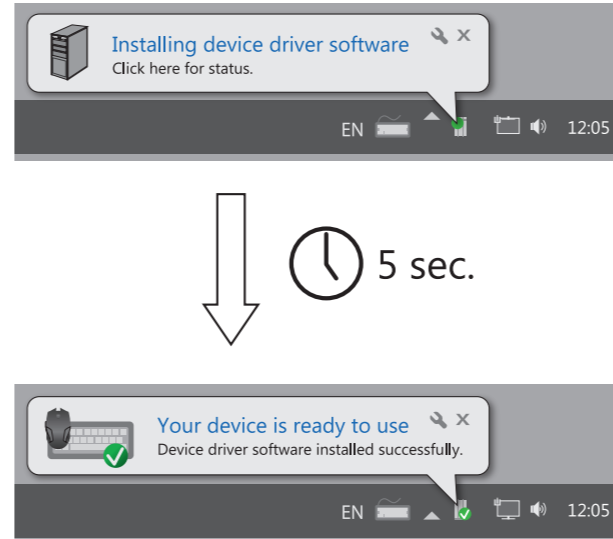 Installing device driver software
Click here for status.
EN 12:05
5 sec.
Your device is ready to use
Device driver software installed successfully.
EN 12:05